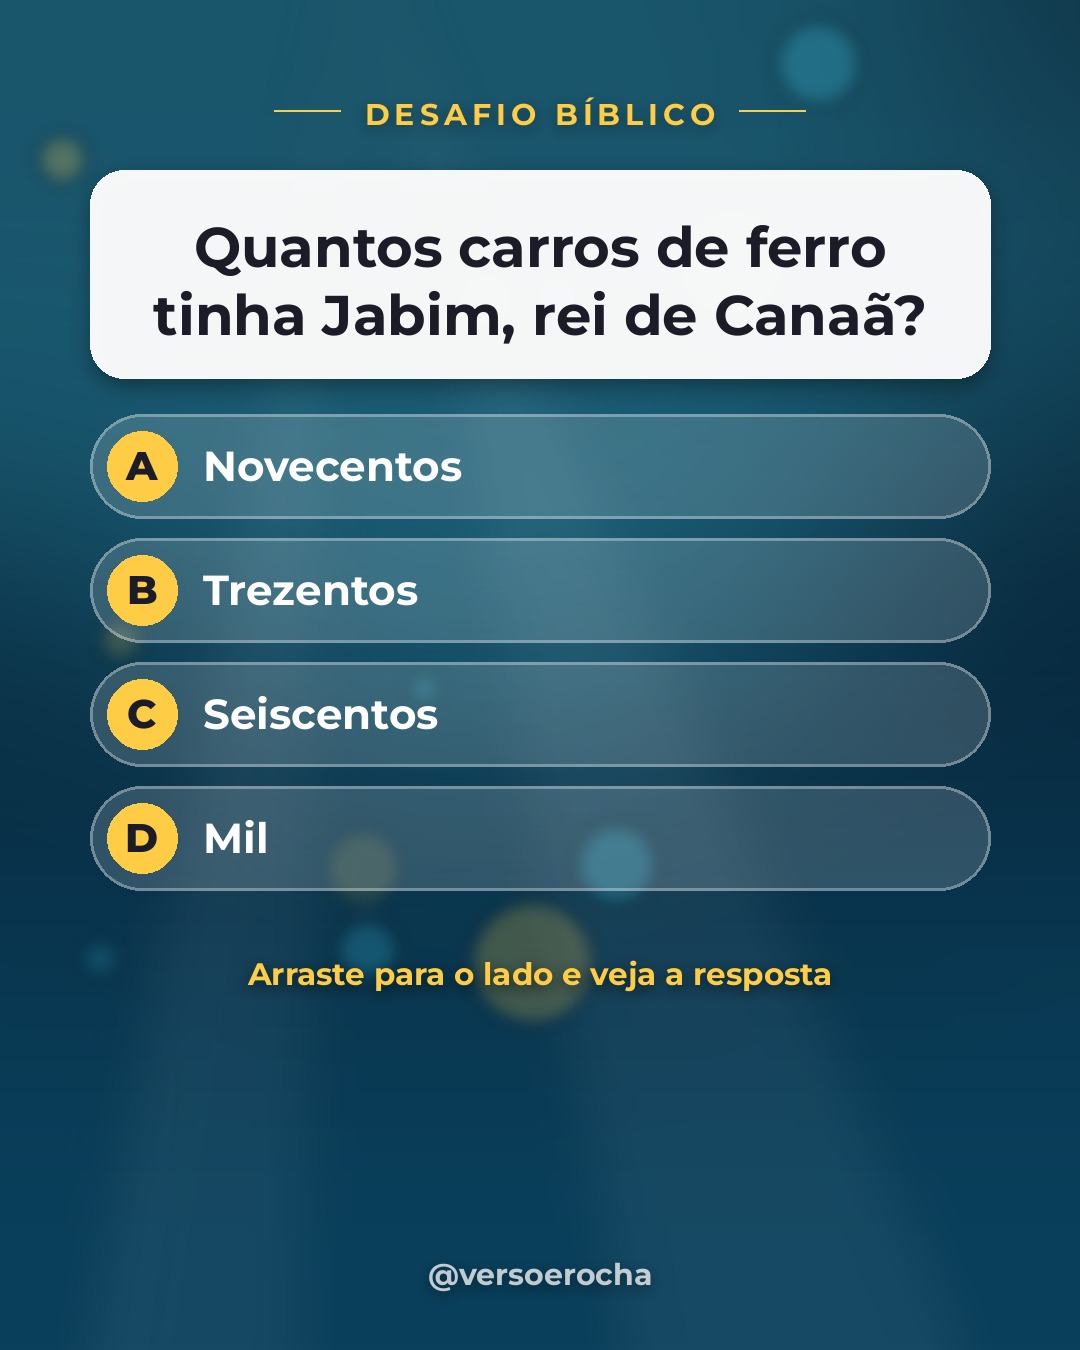 DESAFIO BÍBLICO
Quantos carros de ferro
tinha Jabim, rei de Canaã?
A Novecentos
B Trezentos
C Seiscentos
D Mil
Arraste para o lado e veja a resposta
@versoerocha